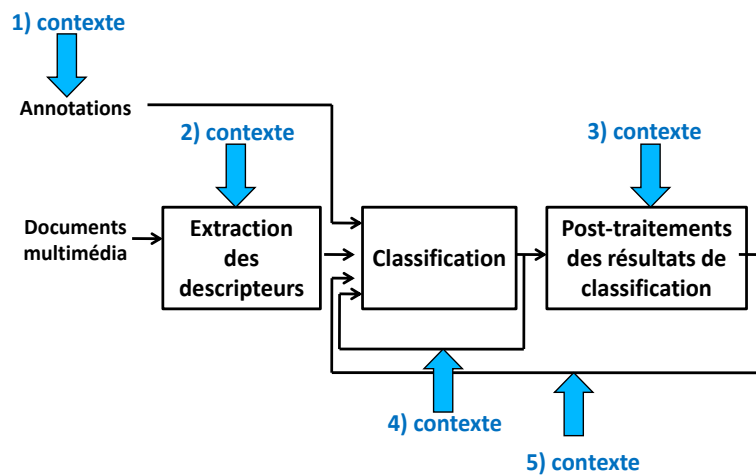 1) contexte
Annotations
2) contexte
3) contexte
Documents
multimédia
Extraction
des
descripteurs
Classification
Post-traitements
des résultats de
classification
4) contexte
5) contexte